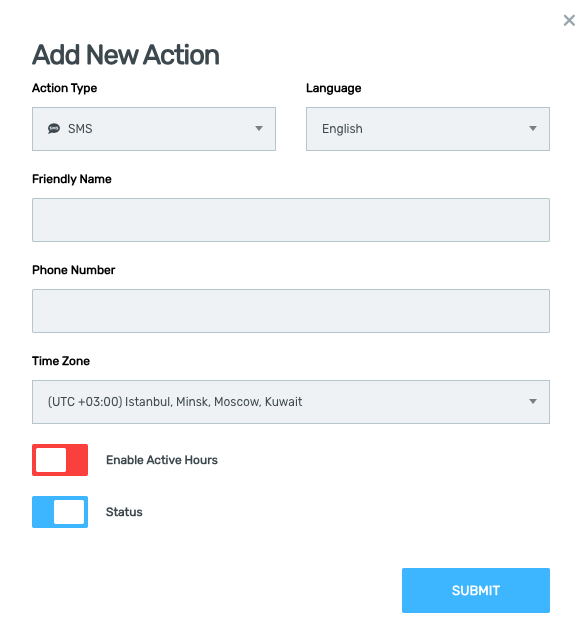 Add New Action
Action Type
Language
SMS
English
Friendly Name
Phone Number
Time Zone
(UTC +03:00) Istanbul, Minsk, Moscow, Kuwait
Enable Active Hours
Status
SUBMIT